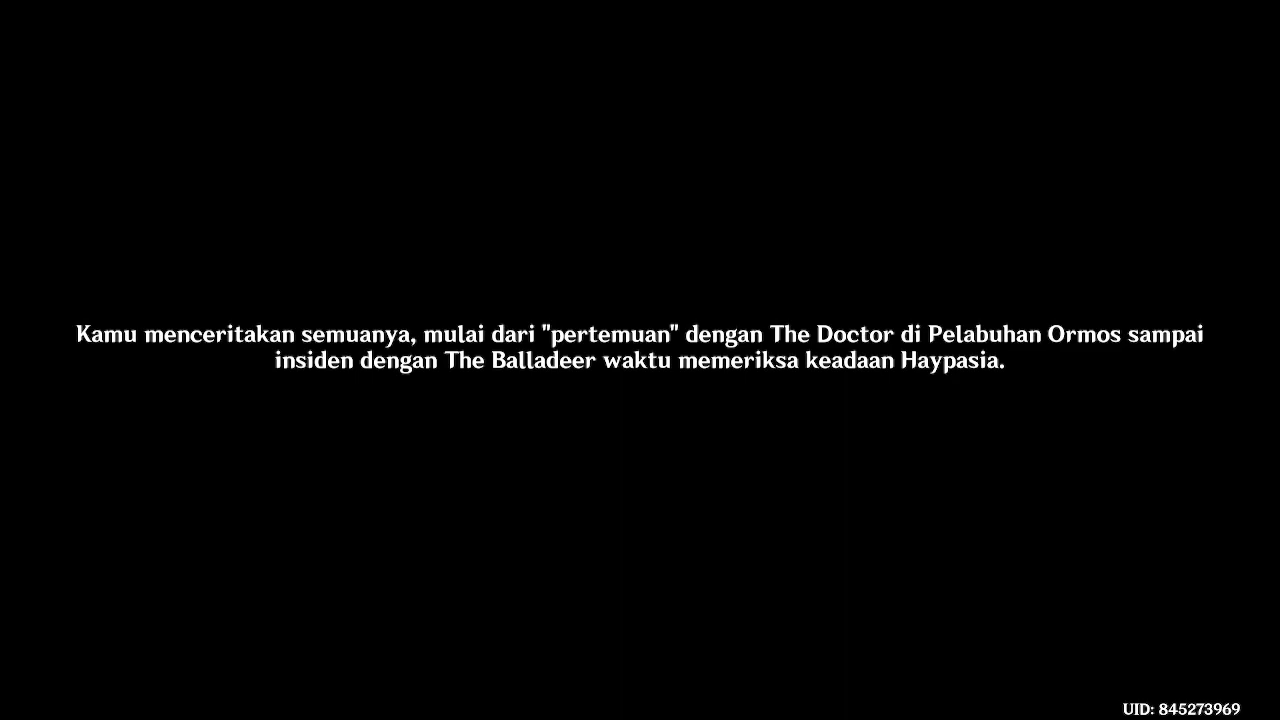 Kamu menceritakan semuanya, mulai dari "pertemuan" dengan The Doctor di Pelabuhan Ormos sampai
insiden dengan The Balladeer waktu memeriksa keadaan Haypasia.
UID: 845273969